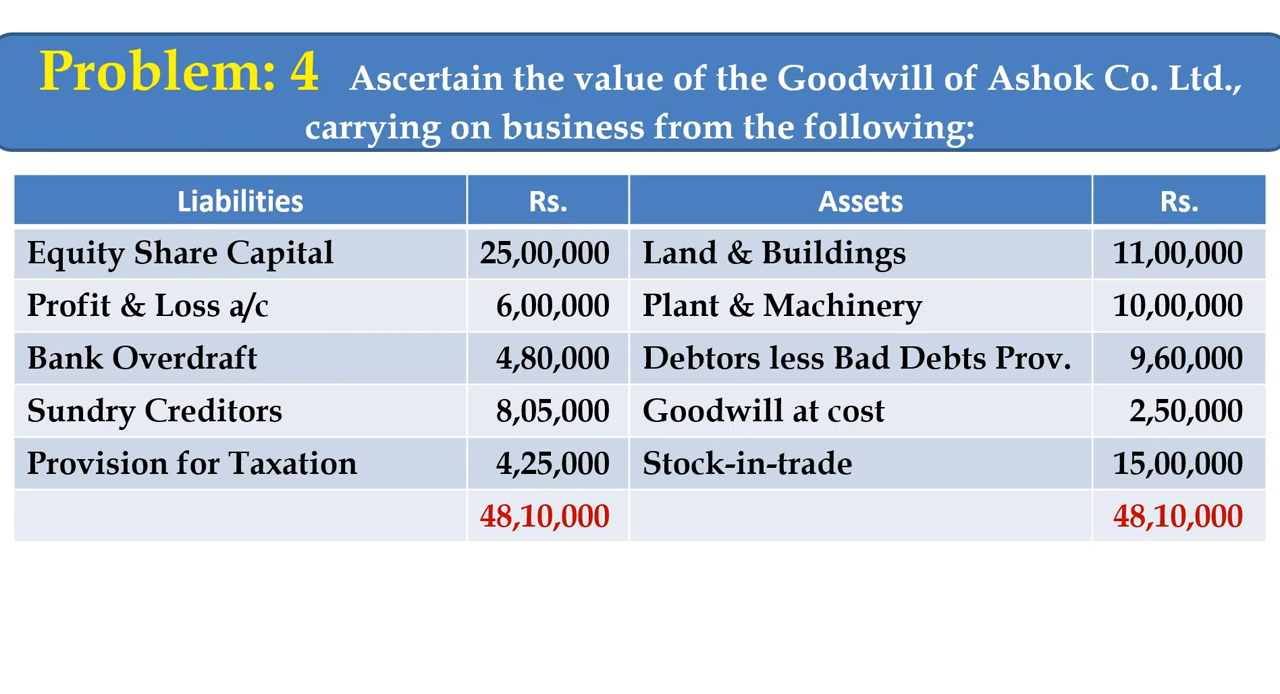 Problem: 4 Ascertain the value of the Goodwill of Ashok Co. Ltd.,
carrying on business from the following:
Liabilities Rs. Assets Rs.
Equity Share Capital 25,00,000 Land & Buildings 11,00,000
Profit & Loss a/c 6,00,000 Plant & Machinery 10,00,000
Bank Overdraft 4,80,000 Debtors less Bad Debts Prov. 9,60,000
Sundry Creditors 8,05,000 Goodwill at cost 2,50,000
Provision for Taxation 4,25,000 Stock-in-trade 15,00,000
48,10,000 48,10,000